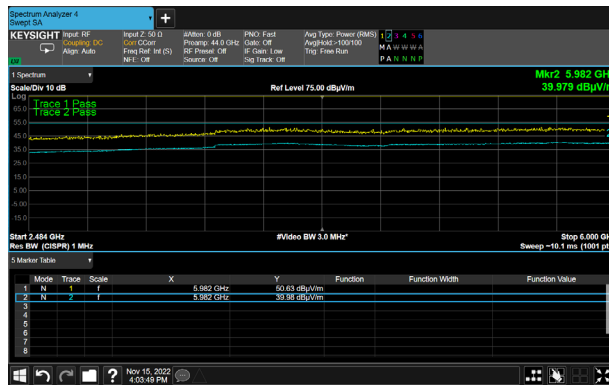 Spectrum Analyzer 4
Swept SA
+
KEYSIGHT Input: RF Input Z: 50 Ω #Atten: 0 dB PNO: Fast Avg Type: Power (RMS) 1 2 3 4 5 6
Coupling: DC Corr CCorr Preamp: 44.0 GHz Gate: Off Avg|Hold:>100/100 M A W W W A
Align: Auto Freq Ref: Int (S) RF Presel: Off IF Gain: Low Trig: Free Run
NFE: Off Source: Off Sig Track: Off P A N N N P
1 Spectrum Mkr2 5.982 GH
Scale/Div 10 dB Ref Level 75.00 dBµV/m 39.979 dBµV/
Log
Trace 1 Pass
65.0
Trace 2 Pass
55.0
45.0
35.0
25.0
15.0
5.00
-5.00
-15.0
Start 2.484 GHz #Video BW 3.0 MHz* Stop 6.000 GH
Res BW (CISPR) 1 MHz Sweep ~10.1 ms (1001 pt
5 Marker Table
Mode Trace Scale X Y Function Function Width Function Value
1 N 1 f 5.982 GHz 50.63 dBµV/m
2 N 2 f 5.982 GHz 39.98 dBµV/m
3
4
5
6
7
8
? Nov 15, 2022
4:03:49 PM